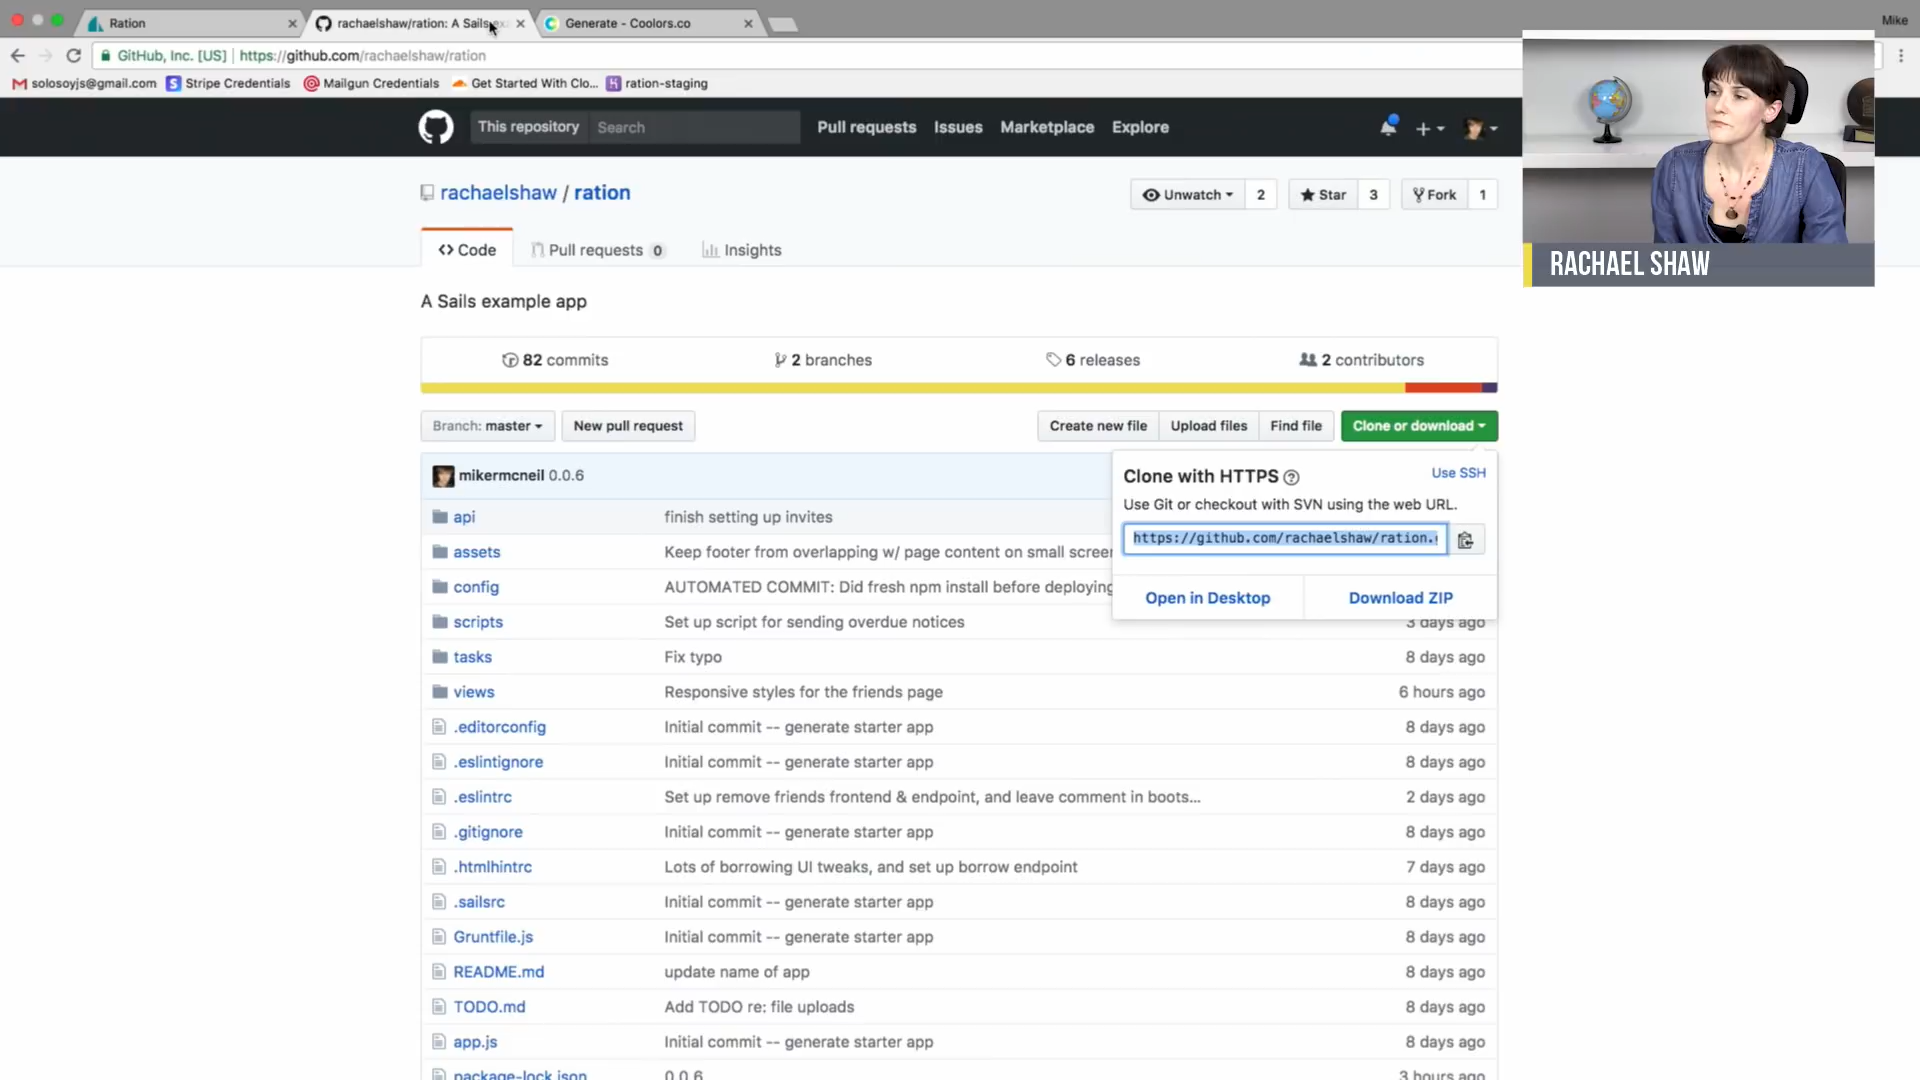 Ration
rachaelshaw/ration: A Sails ex
Generate - Coolors.co
Mike
GitHub, Inc. [US] https://github.com/rachaelshaw/ration
solosoyjs@gmail.com Stripe Credentials Mailgun Credentials Get Started With Clo... ration-staging
This repository Search Pull requests Issues Marketplace Explore
RACHAEL SHAW
rachaelshaw / ration
Unwatch 2 Star 3 Fork 1
Code Pull requests 0 Insights
A Sails example app
82 commits 2 branches 6 releases 2 contributors
Branch: master New pull request Create new file Upload files Find file Clone or download
mikermcneil 0.0.6
Clone with HTTPS Use SSH
Use Git or checkout with SVN using the web URL.
https://github.com/rachaelshaw/ration.
Open in Desktop Download ZIP
api finish setting up invites
assets Keep footer from overlapping w/ page content on small screen
config AUTOMATED COMMIT: Did fresh npm install before deploying
scripts Set up script for sending overdue notices 3 days ago
tasks Fix typo 8 days ago
views Responsive styles for the friends page 6 hours ago
.editorconfig Initial commit -- generate starter app 8 days ago
.eslintignore Initial commit -- generate starter app 8 days ago
.eslintrc Set up remove friends frontend & endpoint, and leave comment in boots... 2 days ago
.gitignore Initial commit -- generate starter app 8 days ago
.htmlhintrc Lots of borrowing UI tweaks, and set up borrow endpoint 7 days ago
.sailsrc Initial commit -- generate starter app 8 days ago
Gruntfile.js Initial commit -- generate starter app 8 days ago
README.md update name of app 8 days ago
TODO.md Add TODO re: file uploads 8 days ago
app.js Initial commit -- generate starter app 8 days ago
package-lock.json 0.0.6 3 hours ago